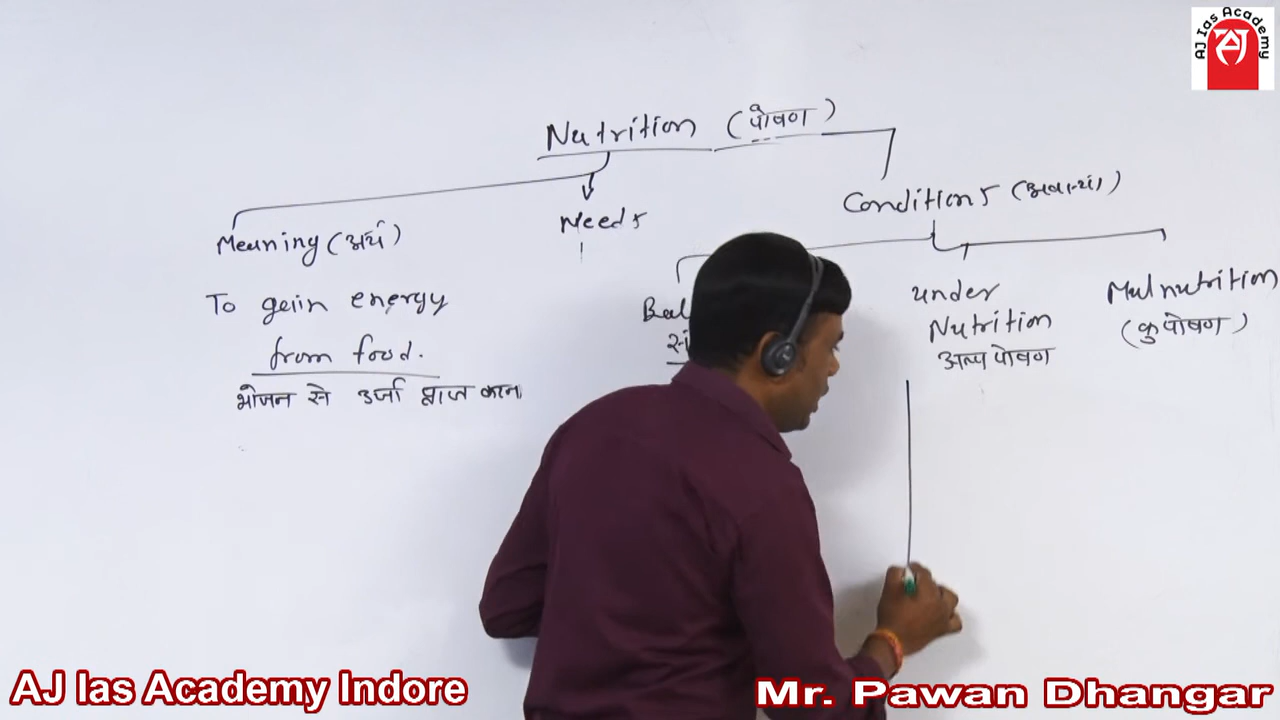 AJ Ias Academy
Nutrition (पोषण)
Meaning (अर्थ)
Needs
Conditions (अवस्था)
To gain energy
from food.
भोजन से उर्जा प्राप्त करना
under
Nutrition
अल्प पोषण
Malnutrition
(कुपोषण)
AJ Ias Academy Indore
Mr. Pawan Dhangar